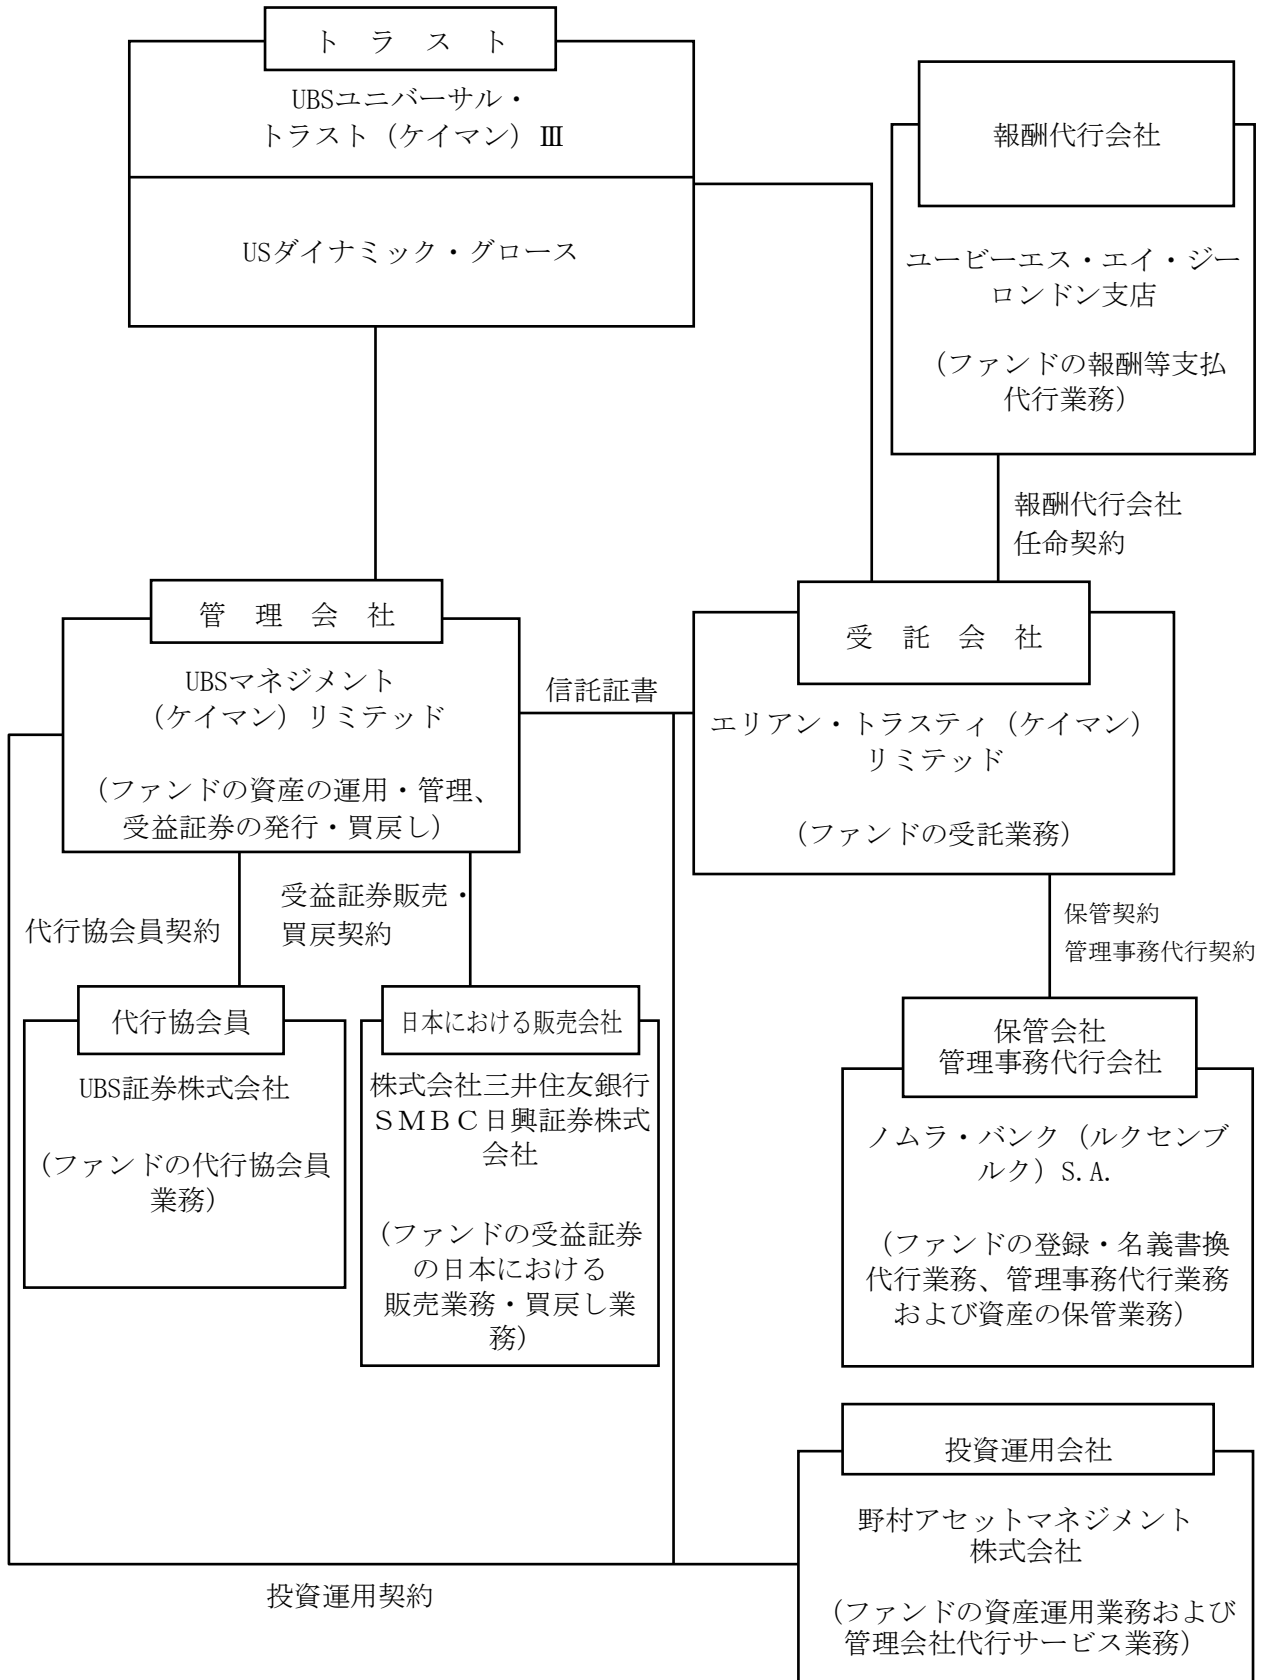 ト　ラ　ス　ト
UBSユニバーサル・
トラスト（ケイマン）Ⅲ
USダイナミック・グロース
報酬代行会社
ユービーエス・エイ・ジー
ロンドン支店
（ファンドの報酬等支払
代行業務）
報酬代行会社
任命契約
管　理　会　社
UBSマネジメント
（ケイマン）リミテッド
（ファンドの資産の運用・管理、
受益証券の発行・買戻し）
信託証書
受　託　会　社
エリアン・トラスティ（ケイマン）
リミテッド
（ファンドの受託業務）
代行協会員契約
受益証券販売・
買戻契約
保管契約
管理事務代行契約
代行協会員
UBS証券株式会社
（ファンドの代行協会員
業務）
日本における販売会社
株式会社三井住友銀行
ＳＭＢＣ日興証券株式
会社
（ファンドの受益証券
の日本における
販売業務・買戻し業
務）
保管会社
管理事務代行会社
ノムラ・バンク（ルクセンブ
ルク）S.A.
（ファンドの登録・名義書換
代行業務、管理事務代行業務
および資産の保管業務）
投資運用会社
野村アセットマネジメント
株式会社
（ファンドの資産運用業務および
管理会社代行サービス業務）
投資運用契約